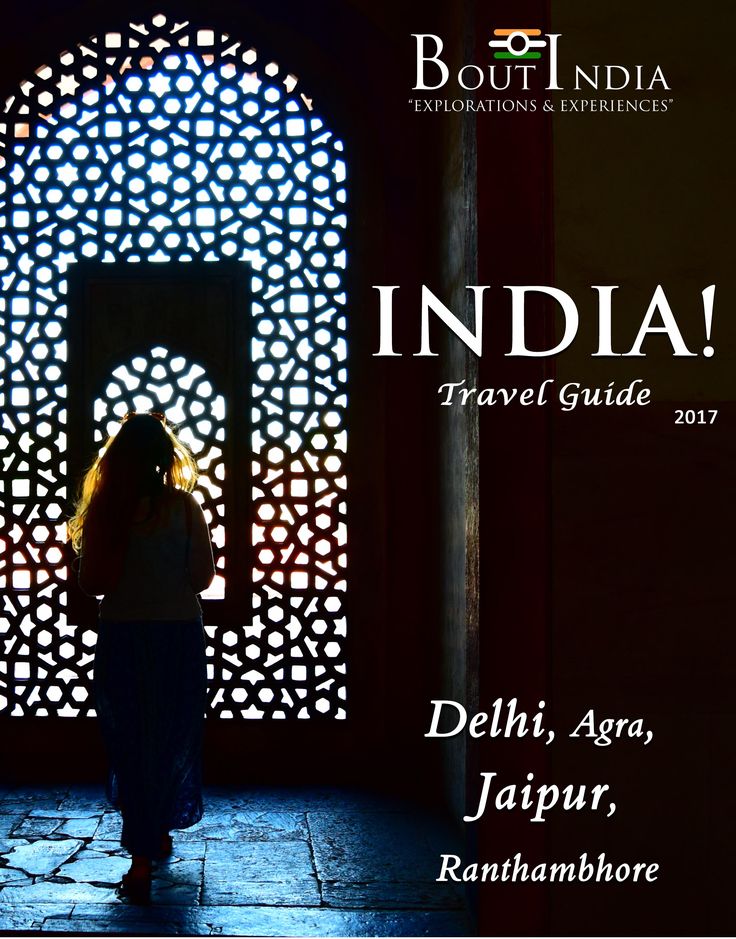 BOUTINDIA
"EXPLORATIONS & EXPERIENCES"
INDIA!
Travel Guide
2017
Delhi, Agra,
Jaipur,
Ranthambhore